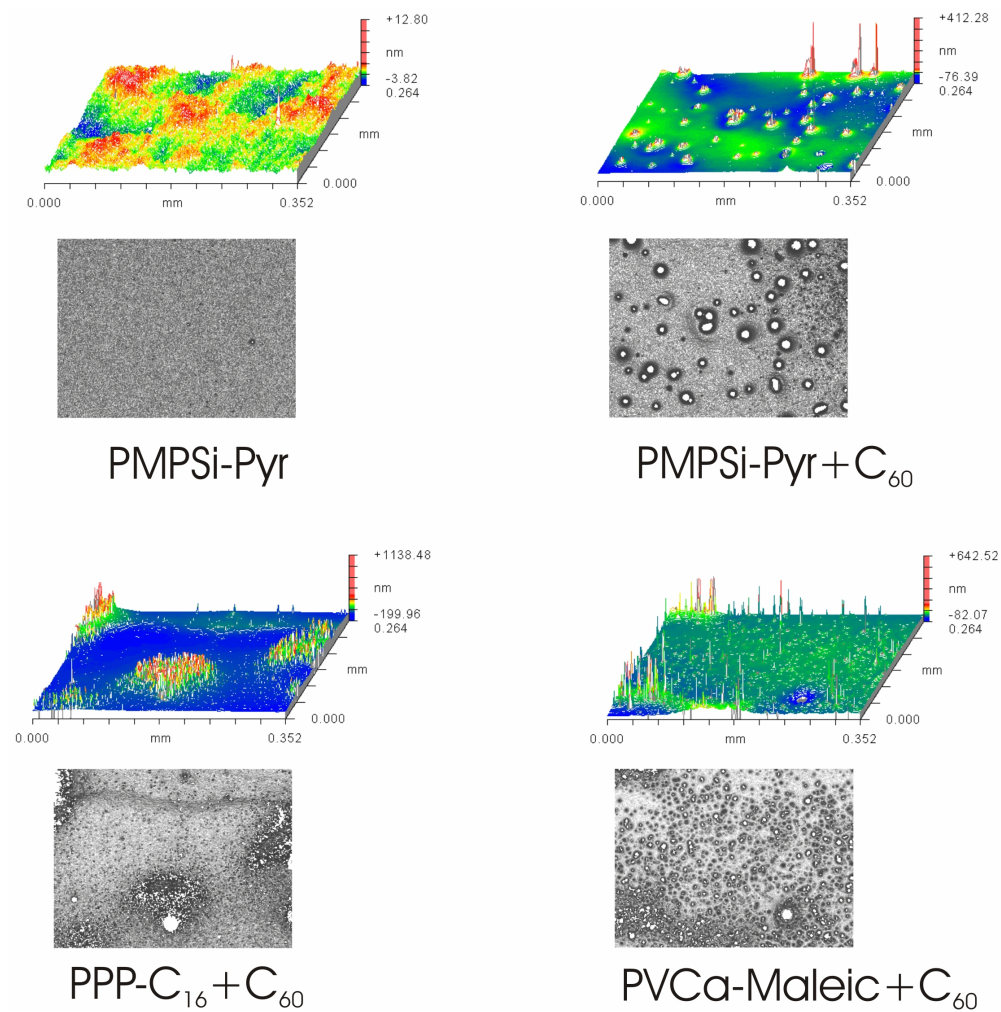 +12.80
nm
-3.82
0.264
mm
0.000
0.000 mm 0.352
PMPSi-Pyr
+412.28
nm
-76.39
0.264
mm
0.000
0.000 mm 0.352
PMPSi-Pyr+C₆₀
+1138.48
nm
-199.96
0.264
mm
0.000
0.000 mm 0.352
PPP-C₁₆+C₆₀
+642.52
nm
-82.07
0.264
mm
0.000
0.000 mm 0.352
PVCa-Maleic+C₆₀